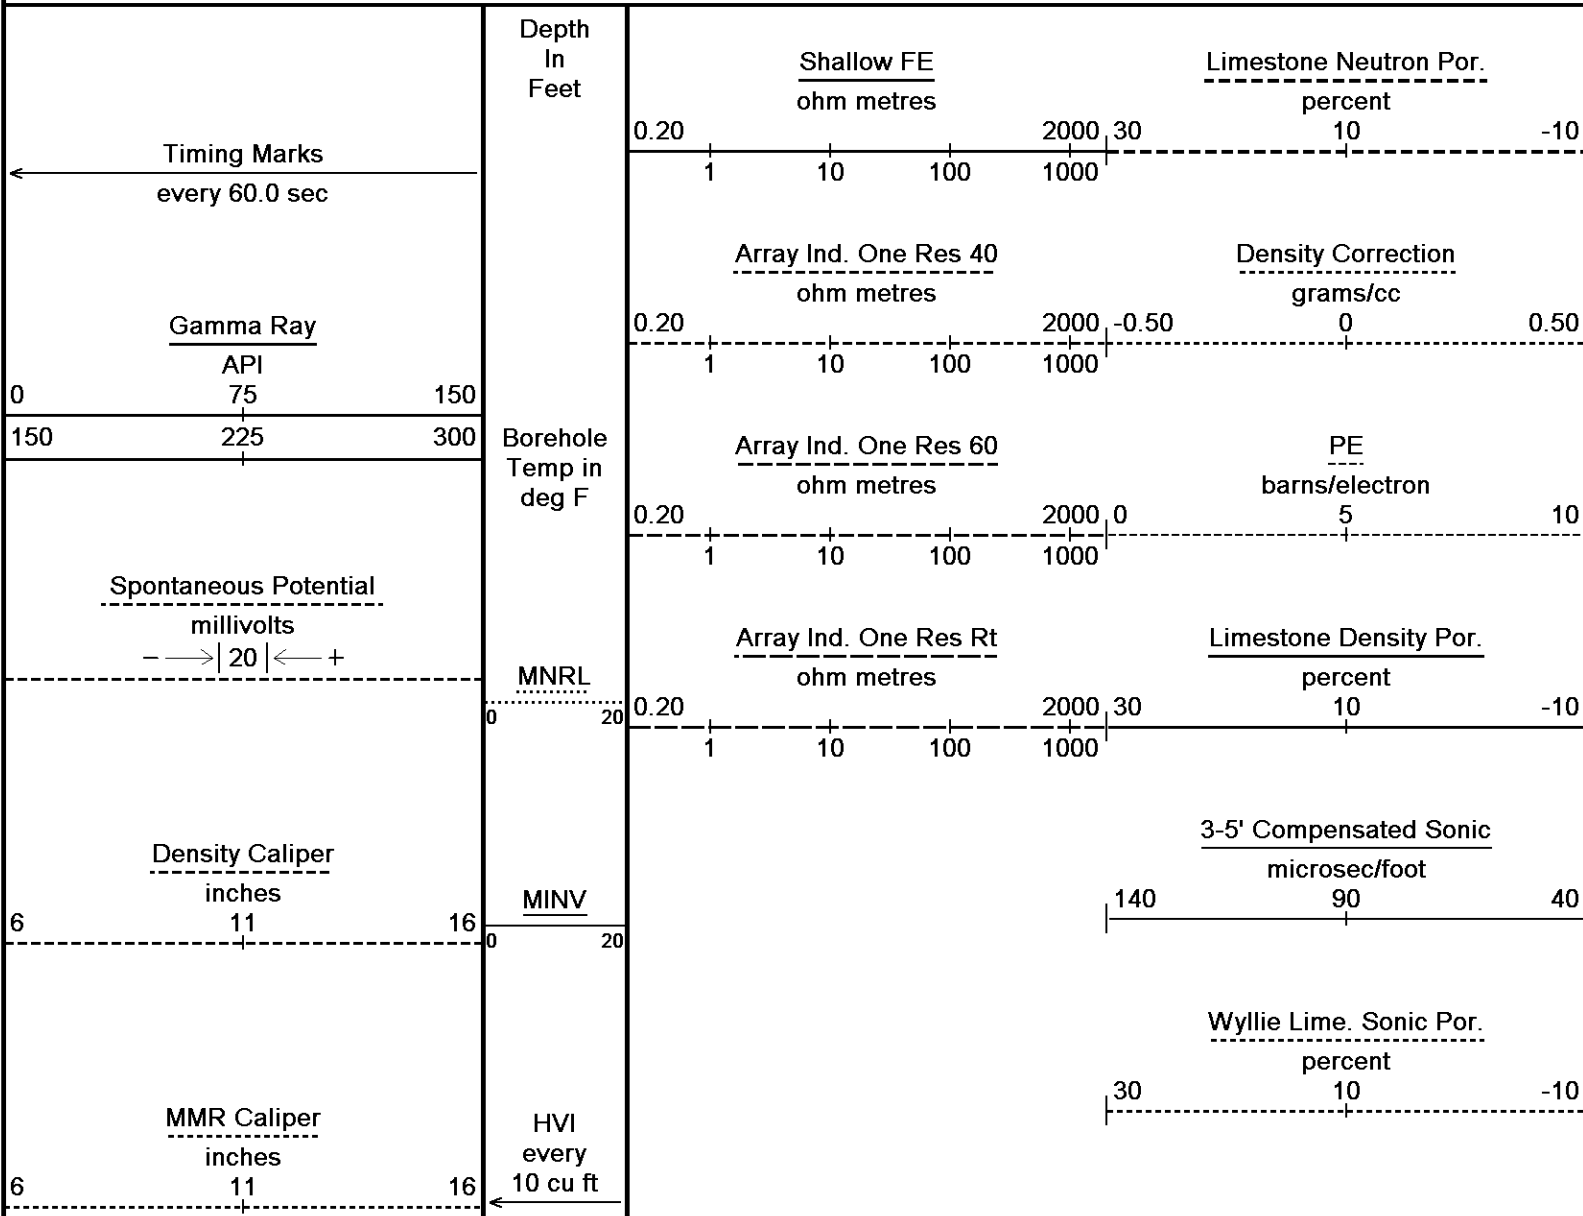 Timing Marks
every 60.0 sec
Gamma Ray
API
0 75 150
150 225 300
Spontaneous Potential
millivolts
− 20 +
Density Caliper
inches
6 11 16
MMR Caliper
inches
6 11 16
Depth
In
Feet
Borehole
Temp in
deg F
MNRL
0 20
MINV
0 20
HVI
every
10 cu ft
Shallow FE
ohm metres
0.20 2000
1 10 100 1000
Array Ind. One Res 40
ohm metres
0.20 2000
1 10 100 1000
Array Ind. One Res 60
ohm metres
0.20 2000
1 10 100 1000
Array Ind. One Res Rt
ohm metres
0.20 2000
1 10 100 1000
Limestone Neutron Por.
percent
30 10 -10
Density Correction
grams/cc
-0.50 0 0.50
PE
barns/electron
0 5 10
Limestone Density Por.
percent
30 10 -10
3-5' Compensated Sonic
microsec/foot
140 90 40
Wyllie Lime. Sonic Por.
percent
30 10 -10